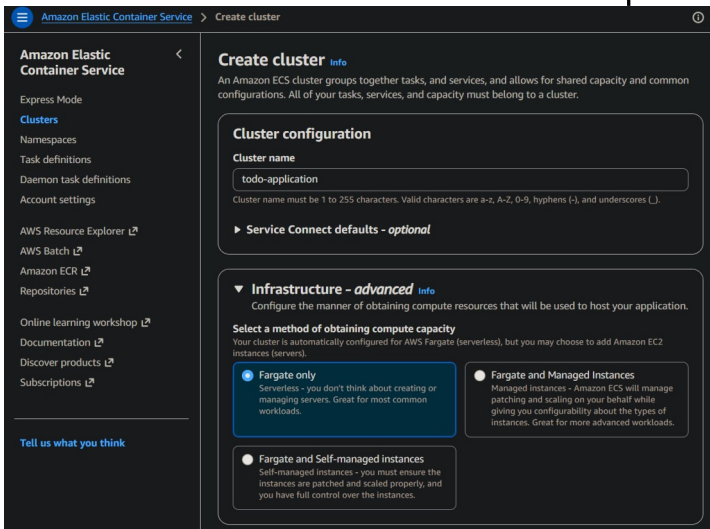 Amazon Elastic Container Service > Create cluster
Amazon Elastic
Container Service
Express Mode
Clusters
Namespaces
Task definitions
Daemon task definitions
Account settings
AWS Resource Explorer
AWS Batch
Amazon ECR
Repositories
Online learning workshop
Documentation
Discover products
Subscriptions
Tell us what you think
Create cluster Info
An Amazon ECS cluster groups together tasks, and services, and allows for shared capacity and common
configurations. All of your tasks, services, and capacity must belong to a cluster.
Cluster configuration
Cluster name
todo-application
Cluster name must be 1 to 255 characters. Valid characters are a-z, A-Z, 0-9, hyphens (-), and underscores (_).
Service Connect defaults - optional
Infrastructure - advanced Info
Configure the manner of obtaining compute resources that will be used to host your application.
Select a method of obtaining compute capacity
Your cluster is automatically configured for AWS Fargate (serverless), but you may choose to add Amazon EC2
instances (servers).
Fargate only
Serverless - you don't think about creating or
managing servers. Great for most common
workloads.
Fargate and Managed Instances
Managed instances - Amazon ECS will manage
patching and scaling on your behalf while
giving you configurability about the types of
instances. Great for more advanced workloads.
Fargate and Self-managed instances
Self-managed instances - you must ensure the
instances are patched and scaled properly, and
you have full control over the instances.